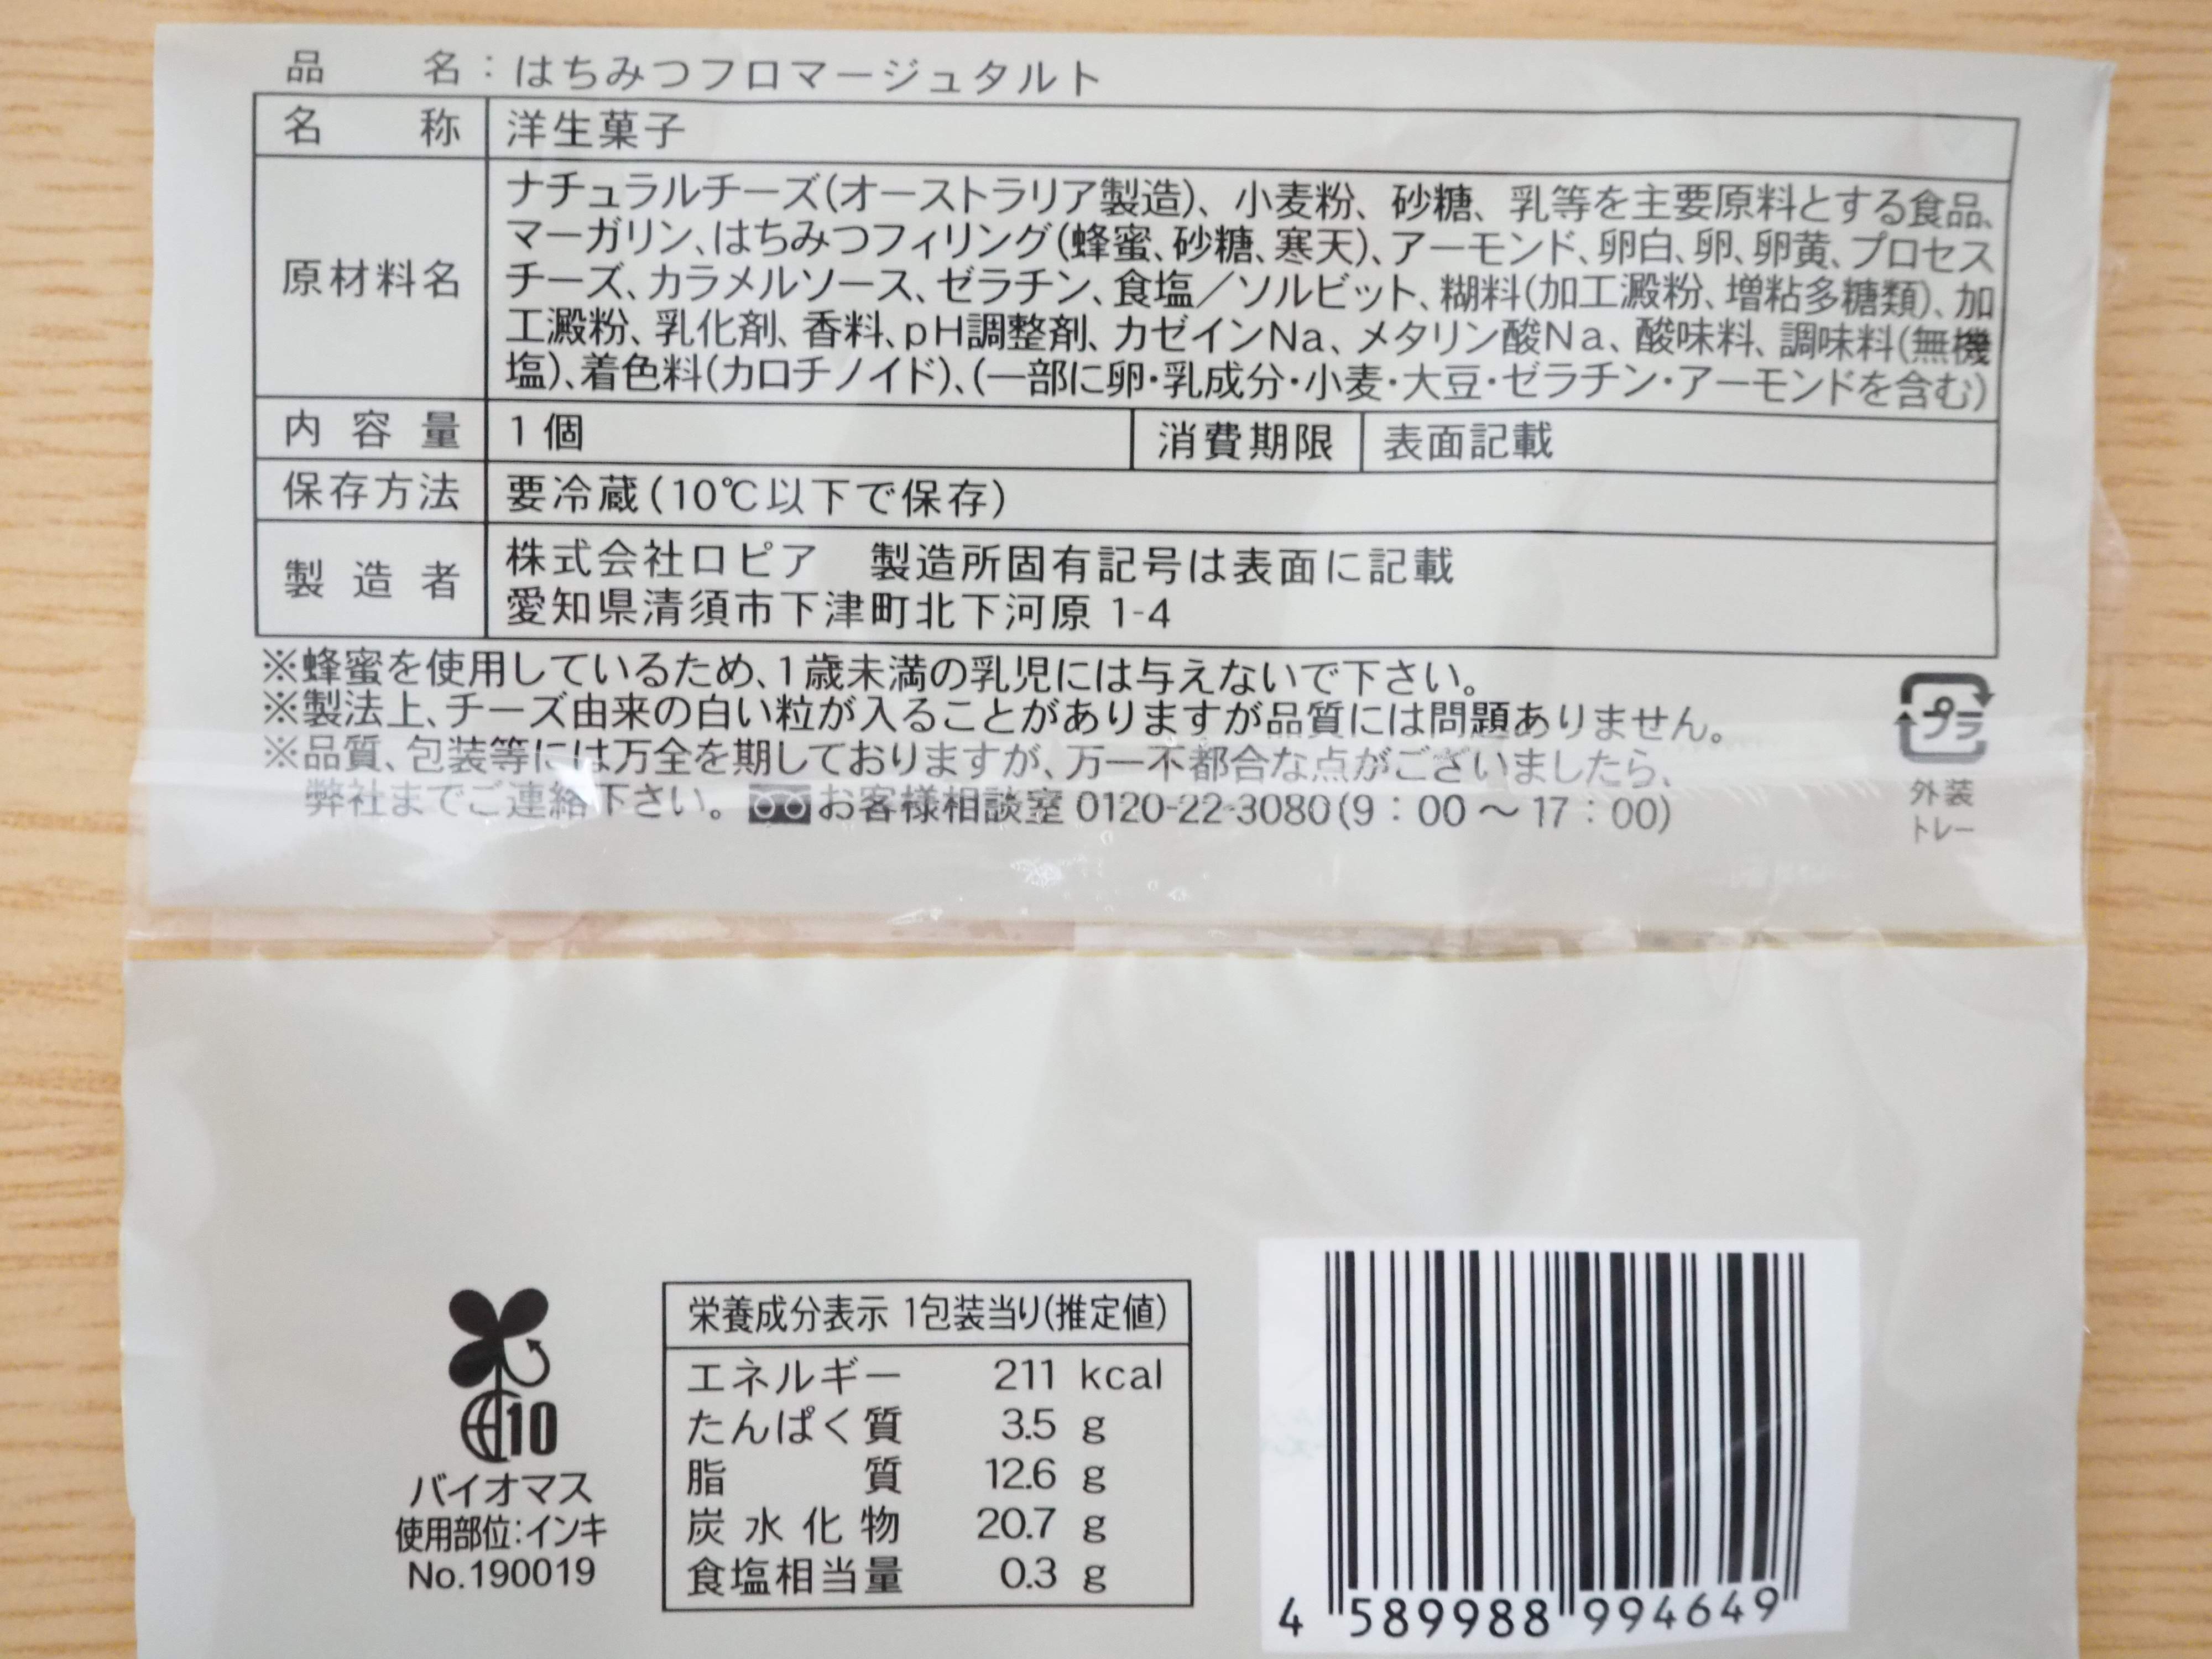 品名：はちみつフロマージュタルト
名称 洋生菓子
原材料名
ナチュラルチーズ(オーストラリア製造)、小麦粉、砂糖、乳等を主要原料とする食品、
マーガリン、はちみつフィリング(蜂蜜、砂糖、寒天)、アーモンド、卵白、卵、卵黄、プロセス
チーズ、カラメルソース、ゼラチン、食塩／ソルビット、糊料(加工澱粉、増粘多糖類)、加
工澱粉、乳化剤、香料、pH調整剤、カゼインNa、メタリン酸Na、酸味料、調味料(無機
塩)、着色料(カロチノイド)、(一部に卵・乳成分・小麦・大豆・ゼラチン・アーモンドを含む)
内容量 1個 消費期限 表面記載
保存方法 要冷蔵(10℃以下で保存)
製造者
株式会社ロピア 製造所固有記号は表面に記載
愛知県清須市下津町北下河原 1-4
※蜂蜜を使用しているため、1歳未満の乳児には与えないで下さい。
※製法上、チーズ由来の白い粒が入ることがありますが品質には問題ありません。
※品質、包装等には万全を期しておりますが、万一不都合な点がございましたら、
弊社までご連絡下さい。お客様相談室 0120-22-3080(9：00～17：00)
プラ
外装
トレー
10
バイオマス
使用部位:インキ
No.190019
栄養成分表示 1包装当り(推定値)
エネルギー 211 kcal
たんぱく質 3.5 g
脂質 12.6 g
炭水化物 20.7 g
食塩相当量 0.3 g
4 589988 994649